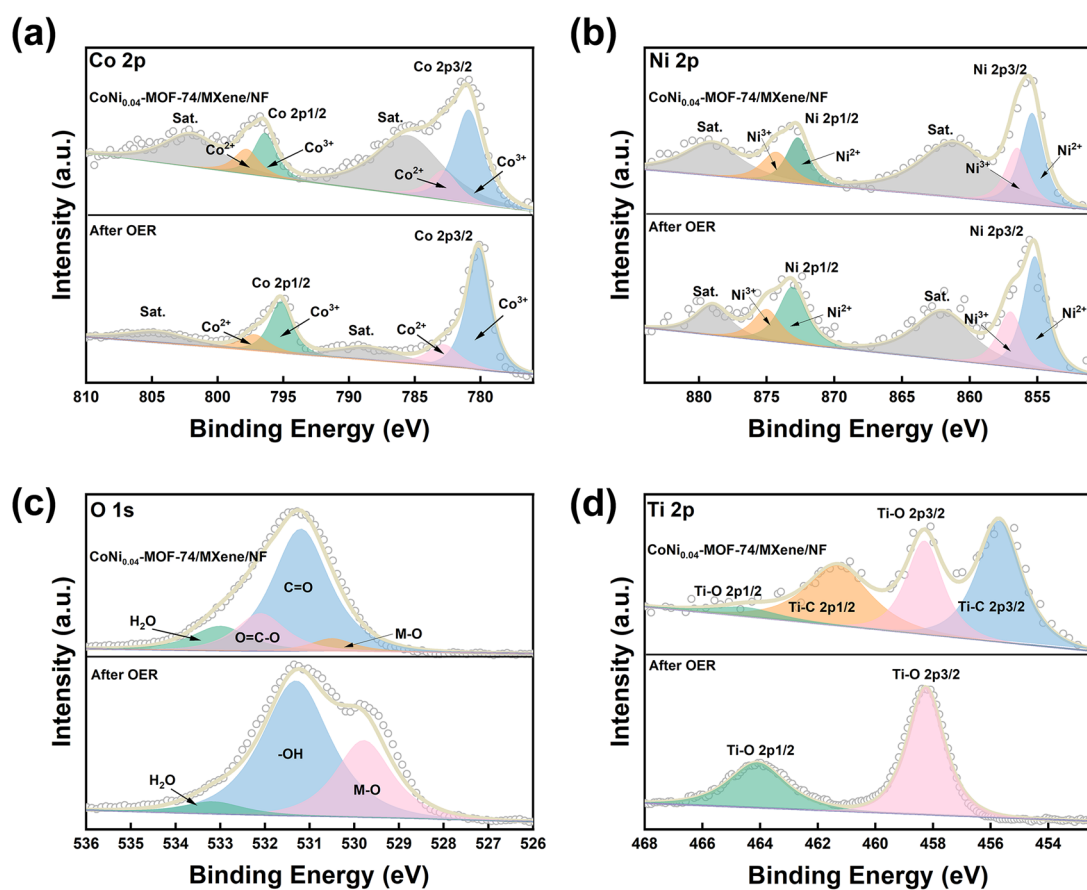 (a)
Co 2p
Co 2p3/2
CoNi0.04-MOF-74/MXene/NF
Co 2p1/2
Sat.
Sat.
Co2+
Co3+
Co2+
Co3+
After OER
Co 2p3/2
Co 2p1/2
Sat.
Co2+
Co3+
Sat.
Co2+
Co3+
Intensity (a.u.)
810 805 800 795 790 785 780
Binding Energy (eV)
(b)
Ni 2p
Ni 2p3/2
CoNi0.04-MOF-74/MXene/NF
Sat.
Ni3+
Ni 2p1/2
Ni2+
Sat.
Ni3+
Ni2+
After OER
Ni 2p3/2
Ni 2p1/2
Sat.
Ni3+
Ni2+
Sat.
Ni3+
Ni2+
Intensity (a.u.)
880 875 870 865 860 855
Binding Energy (eV)
(c)
O 1s
CoNi0.04-MOF-74/MXene/NF
C=O
H2O
O=C-O
M-O
After OER
-OH
H2O
M-O
Intensity (a.u.)
536 535 534 533 532 531 530 529 528 527 526
Binding Energy (eV)
(d)
Ti 2p
Ti-O 2p3/2
CoNi0.04-MOF-74/MXene/NF
Ti-O 2p1/2
Ti-C 2p1/2
Ti-C 2p3/2
After OER
Ti-O 2p3/2
Ti-O 2p1/2
Intensity (a.u.)
468 466 464 462 460 458 456 454
Binding Energy (eV)